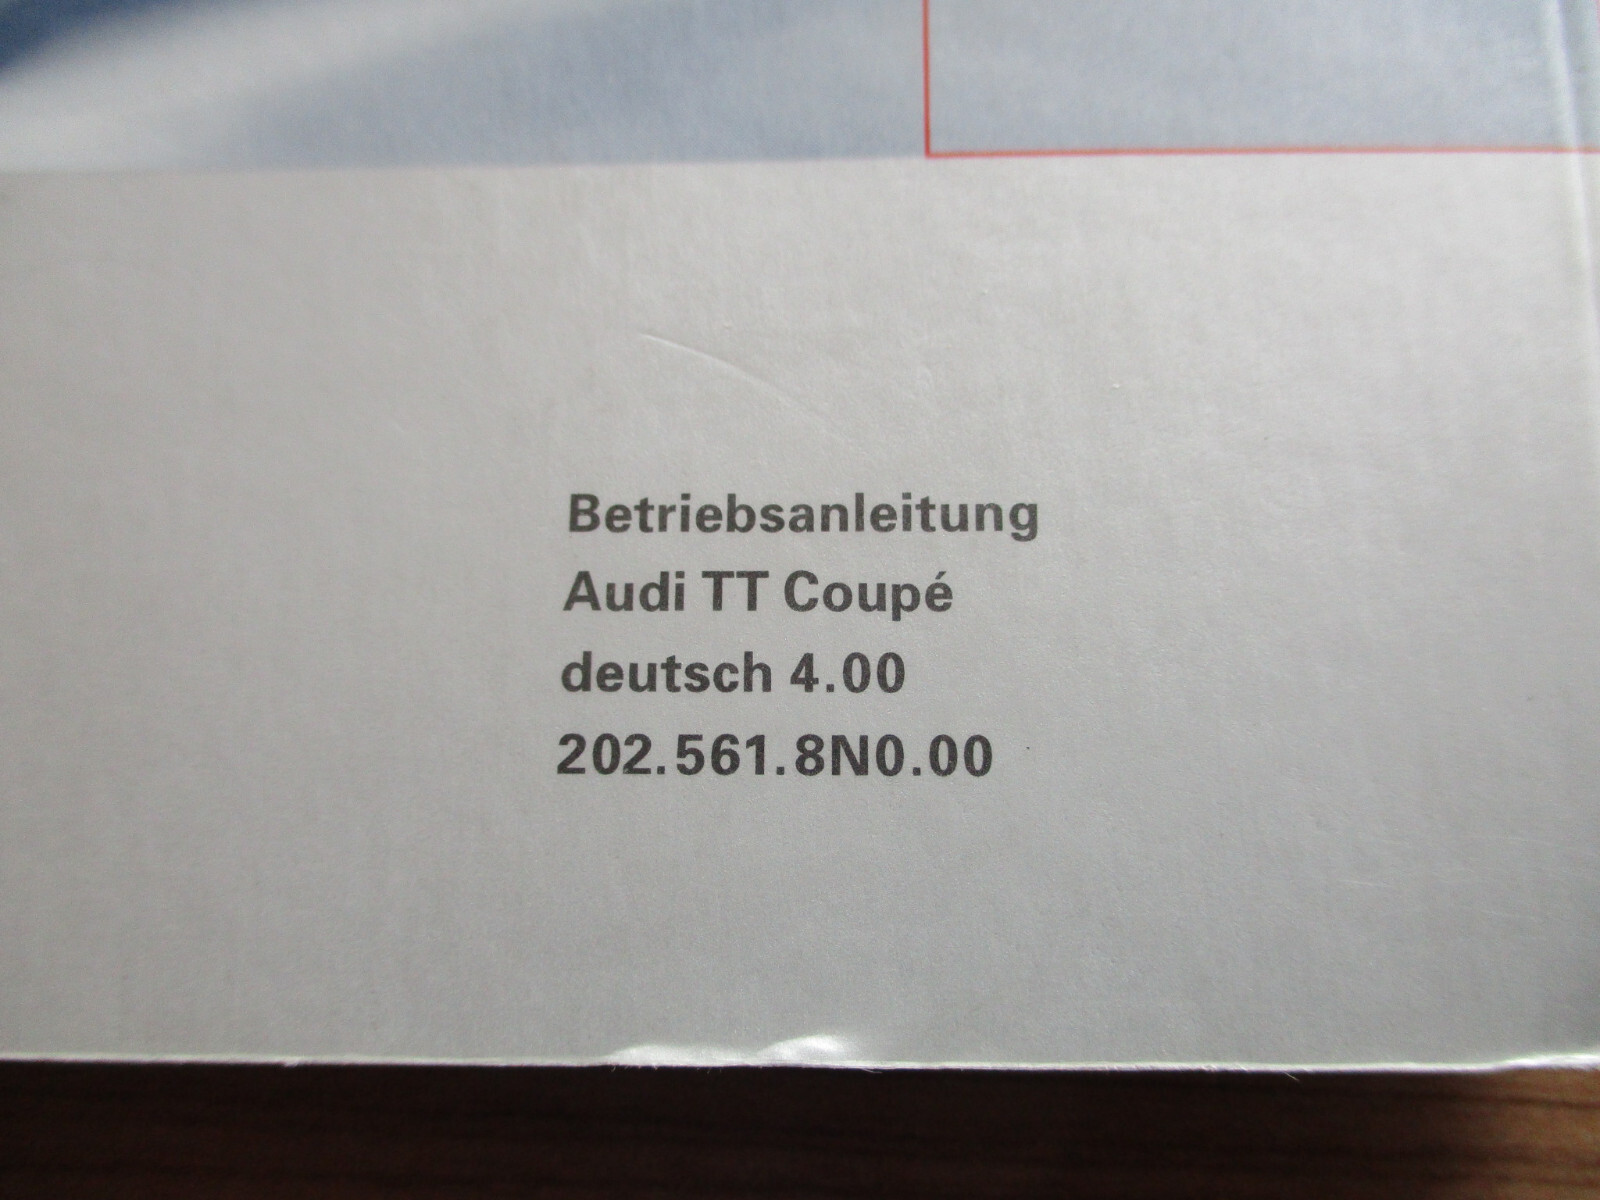 Betriebsanleitung
Audi TT Coupé
deutsch 4.00
202.561.8N0.00